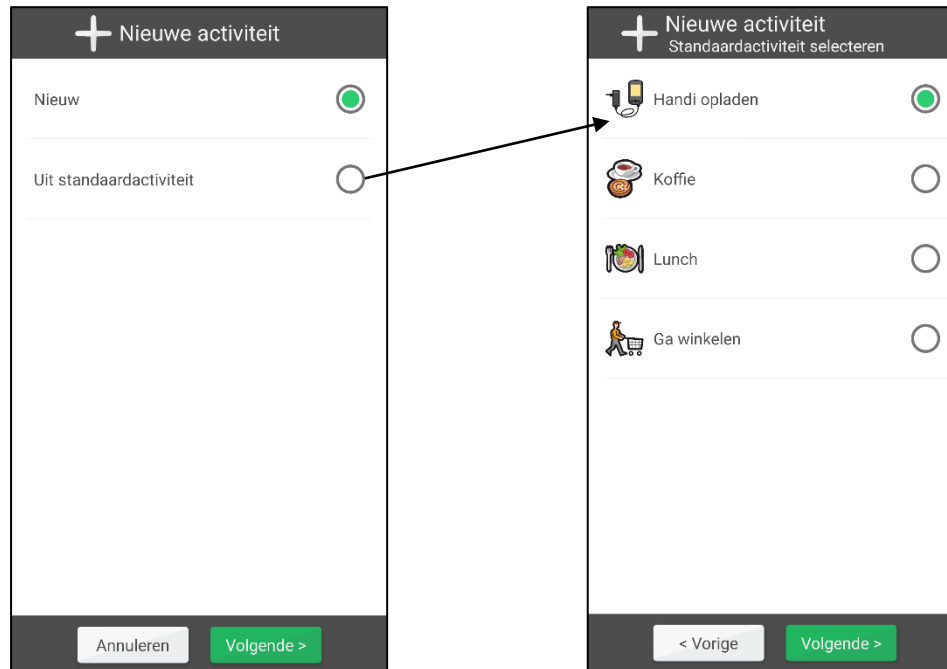 Nieuwe activiteit
Nieuw
Uit standaardactiviteit
Annuleren
Volgende >
Nieuwe activiteit
Standaardactiviteit selecteren
Handi opladen
Koffie
Lunch
Ga winkelen
< Vorige
Volgende >